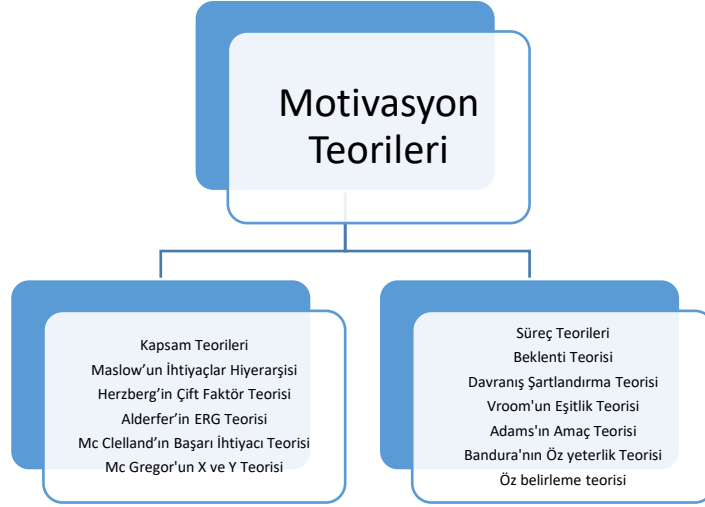 Motivasyon
Teorileri
Kapsam Teorileri
Maslow’un İhtiyaçlar Hiyerarşisi
Herzberg’in Çift Faktör Teorisi
Alderfer’in ERG Teorisi
Mc Clelland’ın Başarı İhtiyacı Teorisi
Mc Gregor'un X ve Y Teorisi
Süreç Teorileri
Beklenti Teorisi
Davranış Şartlandırma Teorisi
Vroom'un Eşitlik Teorisi
Adams'ın Amaç Teorisi
Bandura'nın Öz yeterlik Teorisi
Öz belirleme teorisi